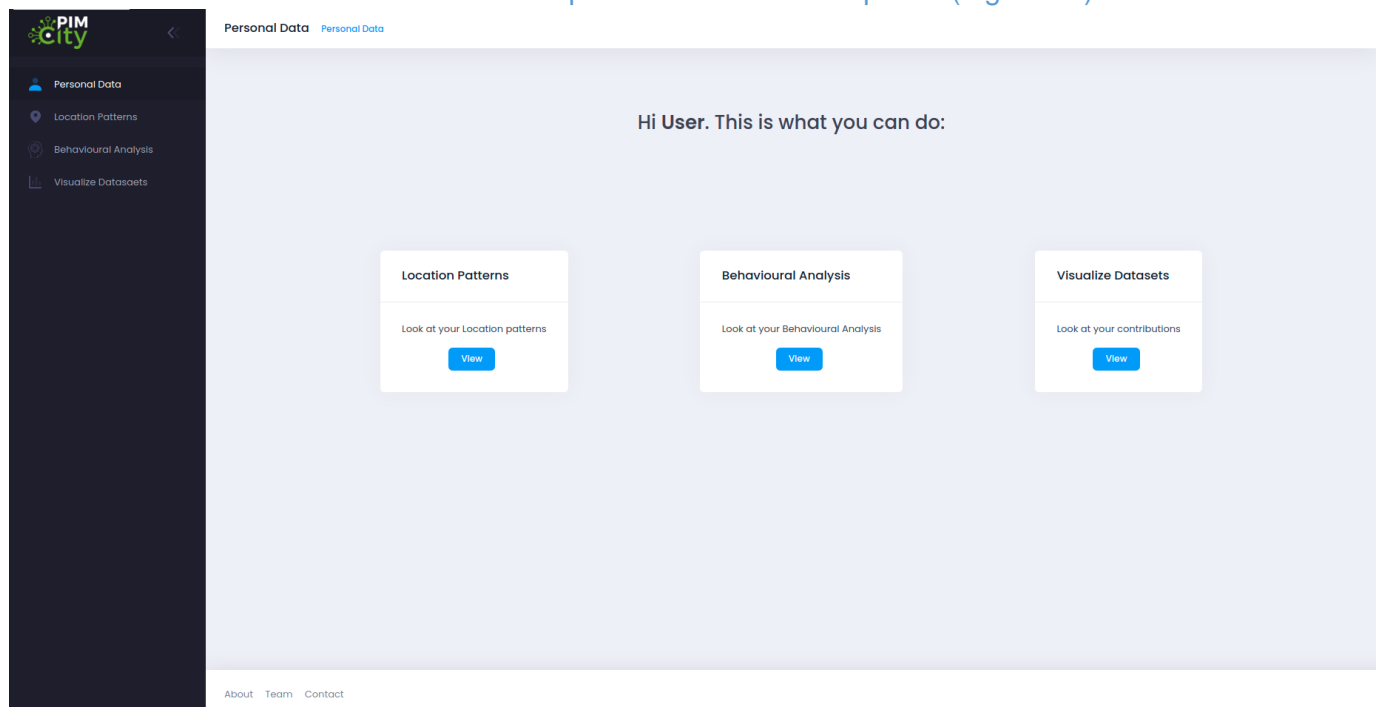 PIM
City
Personal Data Personal Data
Personal Data
Location Patterns
Behavioural Analysis
Visualize Datasaets
Hi User. This is what you can do:
Location Patterns
Look at your Location patterns
View
Behavioural Analysis
Look at your Behavioural Analysis
View
Visualize Datasets
Look at your contributions
View
About Team Contact